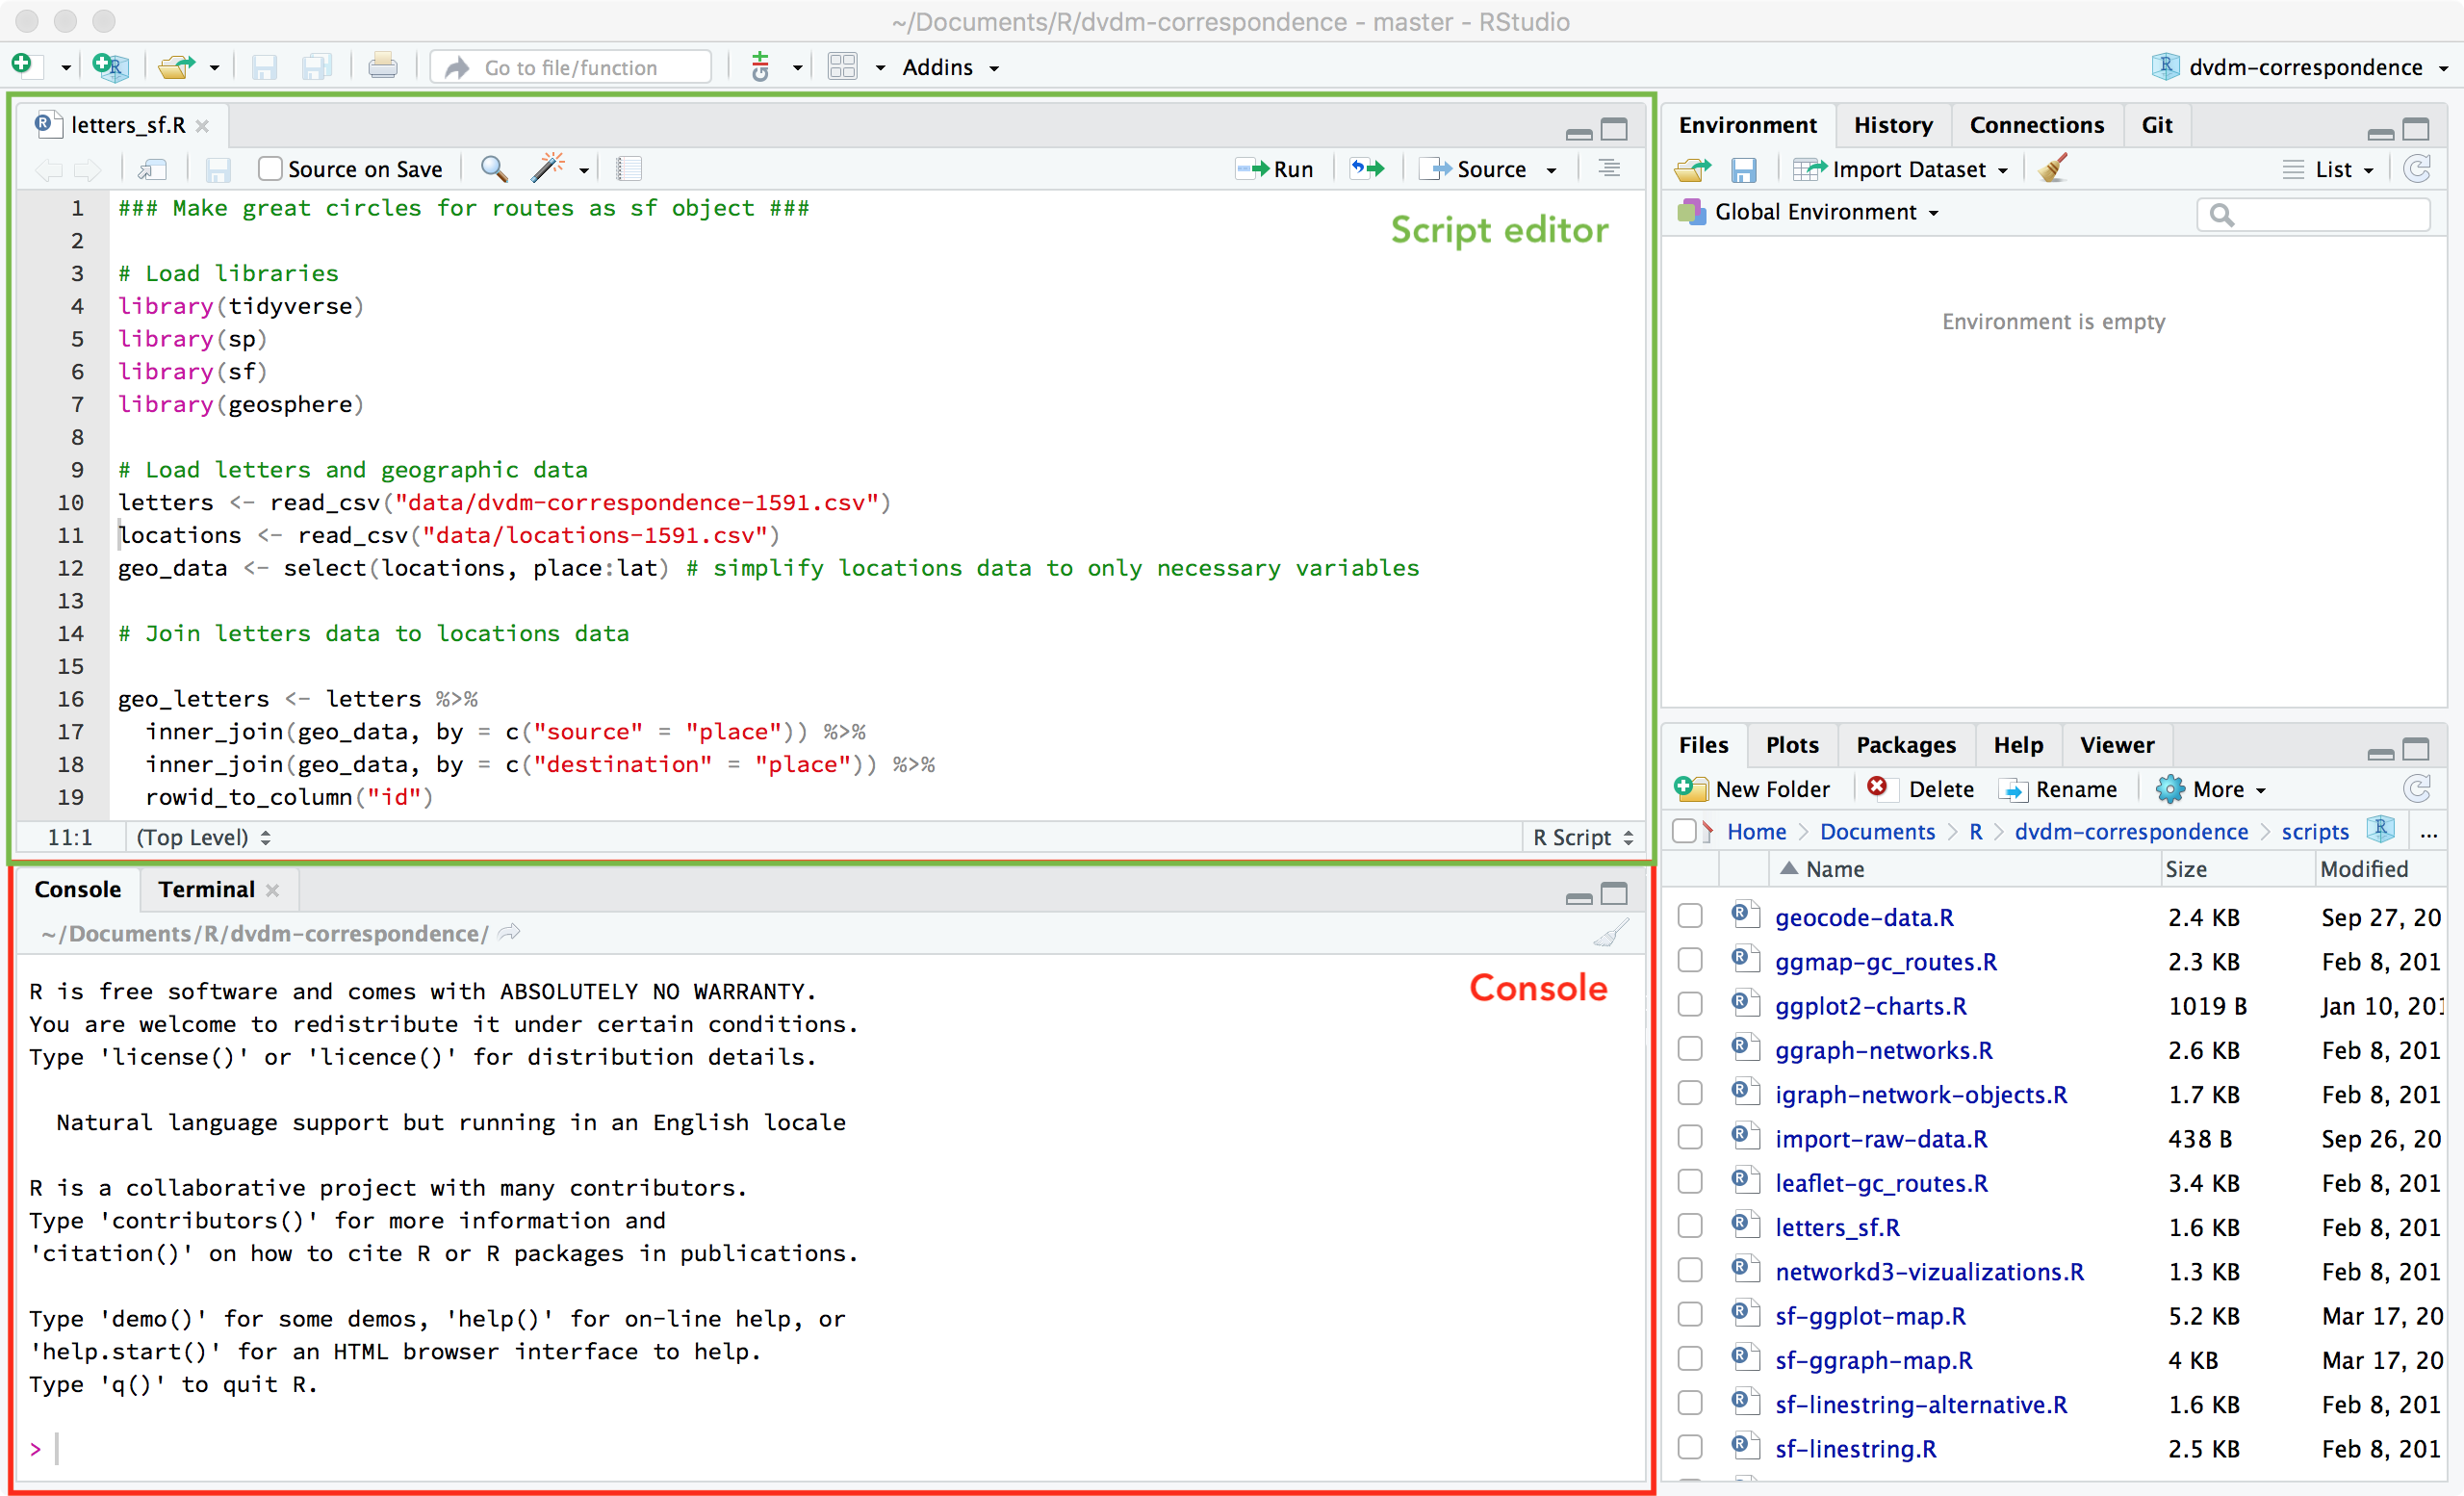 ~/Documents/R/dvdm-correspondence - master - RStudio
Go to file/function
Addins
dvdm-correspondence
letters_sf.R
Source on Save
Run
Source
1 ### Make great circles for routes as sf object ###
2
3 # Load libraries
4 library(tidyverse)
5 library(sp)
6 library(sf)
7 library(geosphere)
8
9 # Load letters and geographic data
10 letters <- read_csv("data/dvdm-correspondence-1591.csv")
11 locations <- read_csv("data/locations-1591.csv")
12 geo_data <- select(locations, place:lat) # simplify locations data to only necessary variables
13
14 # Join letters data to locations data
15
16 geo_letters <- letters %>%
17 inner_join(geo_data, by = c("source" = "place")) %>%
18 inner_join(geo_data, by = c("destination" = "place")) %>%
19 rowid_to_column("id")
Script editor
11:1 (Top Level) R Script
Console Terminal
~/Documents/R/dvdm-correspondence/
Console
R is free software and comes with ABSOLUTELY NO WARRANTY.
You are welcome to redistribute it under certain conditions.
Type 'license()' or 'licence()' for distribution details.
Natural language support but running in an English locale
R is a collaborative project with many contributors.
Type 'contributors()' for more information and
'citation()' on how to cite R or R packages in publications.
Type 'demo()' for some demos, 'help()' for on-line help, or
'help.start()' for an HTML browser interface to help.
Type 'q()' to quit R.
>
Environment History Connections Git
Import Dataset List
Global Environment
Environment is empty
Files Plots Packages Help Viewer
New Folder Delete Rename More
Home > Documents > R > dvdm-correspondence > scripts R ...
Name Size Modified
geocode-data.R 2.4 KB Sep 27, 20
ggmap-gc_routes.R 2.3 KB Feb 8, 201
ggplot2-charts.R 1019 B Jan 10, 201
ggraph-networks.R 2.6 KB Feb 8, 201
igraph-network-objects.R 1.7 KB Feb 8, 201
import-raw-data.R 438 B Sep 26, 20
leaflet-gc_routes.R 3.4 KB Feb 8, 201
letters_sf.R 1.6 KB Feb 8, 201
networkd3-vizualizations.R 1.3 KB Feb 8, 201
sf-ggplot-map.R 5.2 KB Mar 17, 20
sf-ggraph-map.R 4 KB Mar 17, 20
sf-linestring-alternative.R 1.6 KB Feb 8, 201
sf-linestring.R 2.5 KB Feb 8, 201